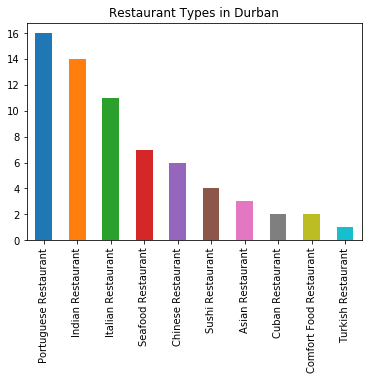 Restaurant Types in Durban
16
14
12
10
8
6
4
2
0
Portuguese Restaurant
Indian Restaurant
Italian Restaurant
Seafood Restaurant
Chinese Restaurant
Sushi Restaurant
Asian Restaurant
Cuban Restaurant
Comfort Food Restaurant
Turkish Restaurant